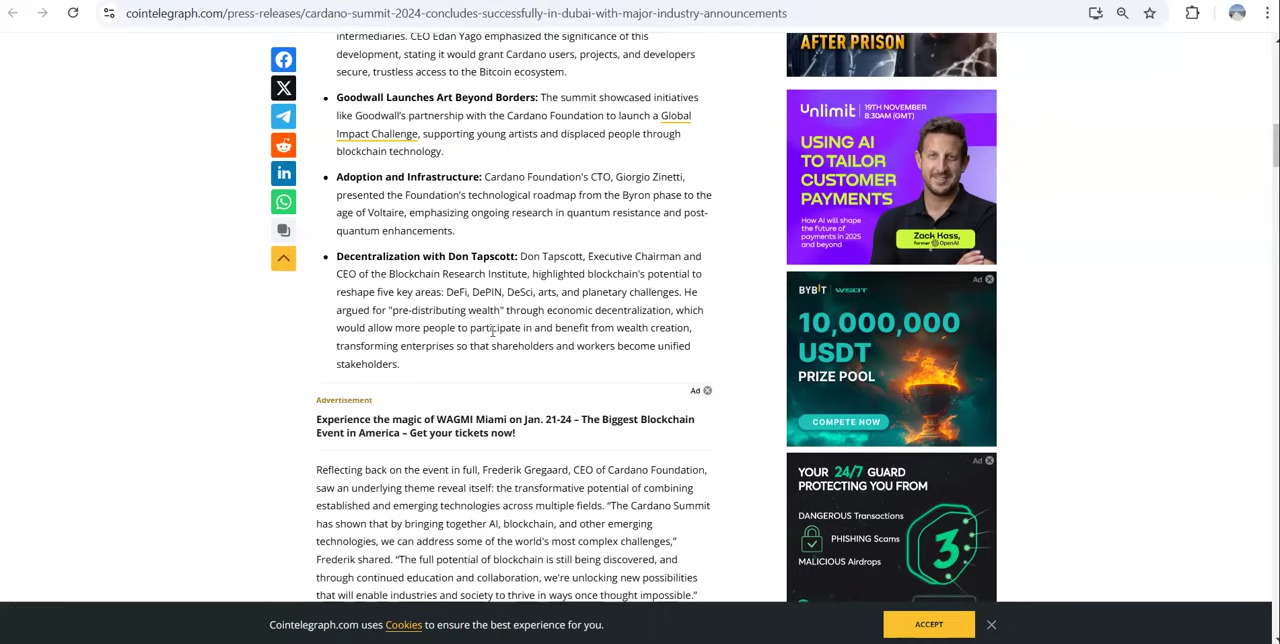 cointelegraph.com/press-releases/cardano-summit-2024-concludes-successfully-in-dubai-with-major-industry-announcements
intermediaries. CEO Edan Yago emphasized the significance of this
development, stating it would grant Cardano users, projects, and developers
secure, trustless access to the Bitcoin ecosystem.
Goodwall Launches Art Beyond Borders: The summit showcased initiatives
like Goodwall's partnership with the Cardano Foundation to launch a Global
Impact Challenge, supporting young artists and displaced people through
blockchain technology.
Adoption and Infrastructure: Cardano Foundation's CTO, Giorgio Zinetti,
presented the Foundation's technological roadmap from the Byron phase to the
age of Voltaire, emphasizing ongoing research in quantum resistance and post-
quantum enhancements.
Decentralization with Don Tapscott: Don Tapscott, Executive Chairman and
CEO of the Blockchain Research Institute, highlighted blockchain's potential to
reshape five key areas: DeFi, DePIN, DeSci, arts, and planetary challenges. He
argued for "pre-distributing wealth" through economic decentralization, which
would allow more people to participate in and benefit from wealth creation,
transforming enterprises so that shareholders and workers become unified
stakeholders.
Ad
Advertisement
Experience the magic of WAGMI Miami on Jan. 21-24 – The Biggest Blockchain
Event in America – Get your tickets now!
Reflecting back on the event in full, Frederik Gregaard, CEO of Cardano Foundation,
saw an underlying theme reveal itself: the transformative potential of combining
established and emerging technologies across multiple fields. "The Cardano Summit
has shown that by bringing together AI, blockchain, and other emerging
technologies, we can address some of the world's most complex challenges,"
Frederik shared. "The full potential of blockchain is still being discovered, and
through continued education and collaboration, we're unlocking new possibilities
that will enable industries and society to thrive in ways once thought impossible."
AFTER PRISON
unlimit
19TH NOVEMBER
8:30AM (GMT)
USING AI
TO TAILOR
CUSTOMER
PAYMENTS
How AI will shape
the future of
payments in 2025
and beyond
Zack Kass,
former OpenAI
Ad
BYBIT WSOT
10,000,000
USDT
PRIZE POOL
COMPETE NOW
Ad
YOUR 24/7 GUARD
PROTECTING YOU FROM
DANGEROUS Transactions
PHISHING Scams
MALICIOUS Airdrops
3
Cointelegraph.com uses Cookies to ensure the best experience for you.
ACCEPT